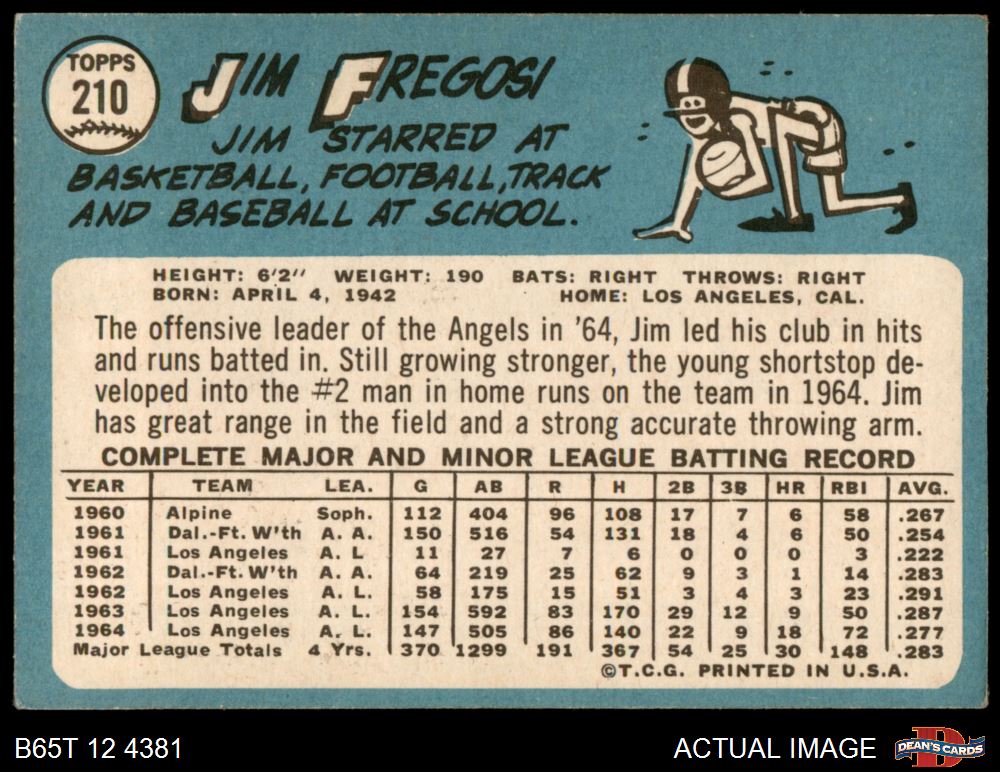 TOPPS
210
JIM FREGOSI
JIM STARRED AT
BASKETBALL, FOOTBALL, TRACK
AND BASEBALL AT SCHOOL.
HEIGHT: 6'2" WEIGHT: 190 BATS: RIGHT THROWS: RIGHT
BORN: APRIL 4, 1942 HOME: LOS ANGELES, CAL.
The offensive leader of the Angels in '64, Jim led his club in hits
and runs batted in. Still growing stronger, the young shortstop de-
veloped into the #2 man in home runs on the team in 1964. Jim
has great range in the field and a strong accurate throwing arm.
COMPLETE MAJOR AND MINOR LEAGUE BATTING RECORD
YEAR TEAM LEA. G AB R H 2B 3B HR RBI AVG.
1960 Alpine Soph. 112 404 96 108 17 7 6 58 .267
1961 Dal.-Ft. W'th A. A. 150 516 54 131 18 4 6 50 .254
1961 Los Angeles A. L 11 27 7 6 0 0 0 3 .222
1962 Dal.-Ft. W'th A. A. 64 219 25 62 9 3 1 14 .283
1962 Los Angeles A. L. 58 175 15 51 3 4 3 23 .291
1963 Los Angeles A. L. 154 592 83 170 29 12 9 50 .287
1964 Los Angeles A. L. 147 505 86 140 22 9 18 72 .277
Major League Totals 4 Yrs. 370 1299 191 367 54 25 30 148 .283
©T.C.G. PRINTED IN U.S.A.
B65T 12 4381 ACTUAL IMAGE DEAN'S CARDS